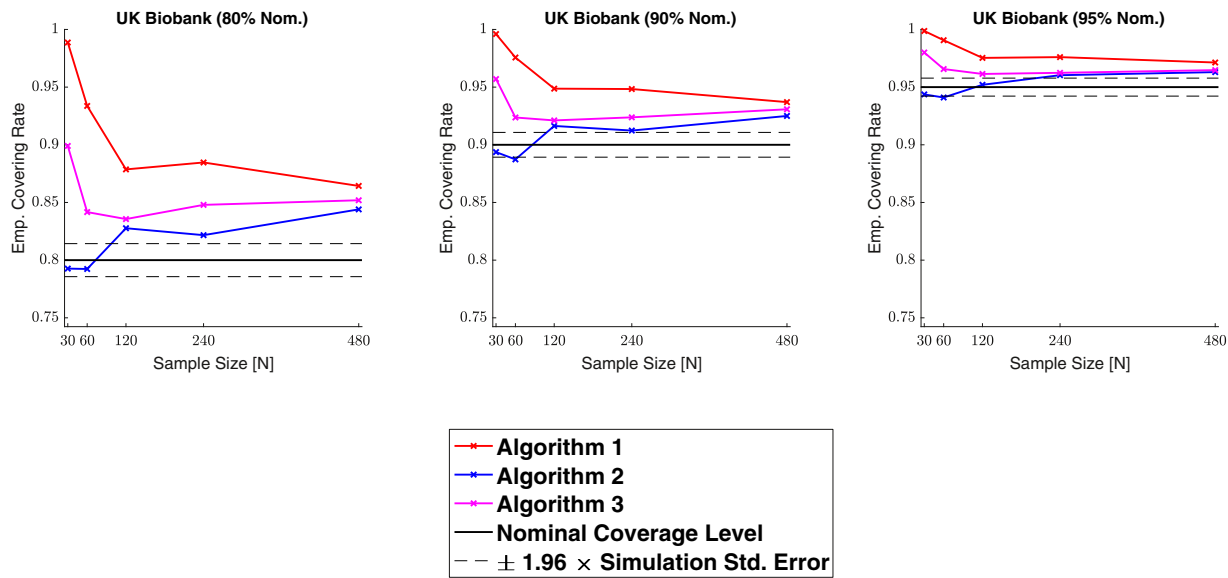 UK Biobank (80% Nom.)
1
0.95
0.9
0.85
0.8
0.75
Emp. Covering Rate
30 60 120 240 480
Sample Size [N]
UK Biobank (90% Nom.)
1
0.95
0.9
0.85
0.8
0.75
Emp. Covering Rate
30 60 120 240 480
Sample Size [N]
UK Biobank (95% Nom.)
1
0.95
0.9
0.85
0.8
0.75
Emp. Covering Rate
30 60 120 240 480
Sample Size [N]
Algorithm 1
Algorithm 2
Algorithm 3
Nominal Coverage Level
± 1.96 × Simulation Std. Error